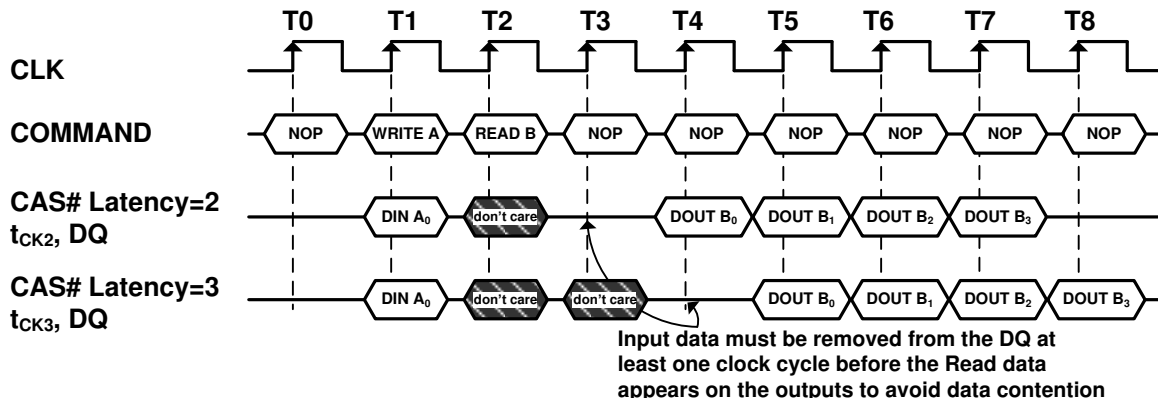 T0 T1 T2 T3 T4 T5 T6 T7 T8
CLK
COMMAND NOP WRITE A READ B NOP NOP NOP NOP NOP NOP
CAS# Latency=2
tCK2, DQ DIN A0 don't care DOUT B0 DOUT B1 DOUT B2 DOUT B3
CAS# Latency=3
tCK3, DQ DIN A0 don't care don't care DOUT B0 DOUT B1 DOUT B2 DOUT B3
Input data must be removed from the DQ at
least one clock cycle before the Read data
appears on the outputs to avoid data contention